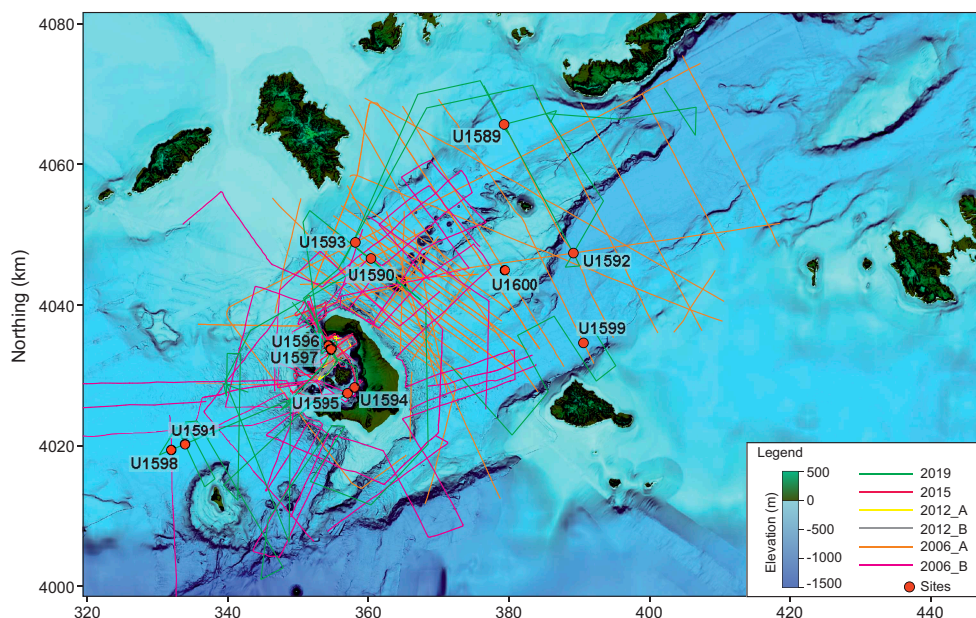 4080
4060
4040
4020
4000
Northing (km)
320
340
360
380
400
420
440
U1589
U1593
U1590
U1592
U1600
U1599
U1596
U1597
U1595
U1594
U1591
U1598
Legend
Elevation (m)
500
0
-500
-1000
-1500
2019
2015
2012_A
2012_B
2006_A
2006_B
Sites